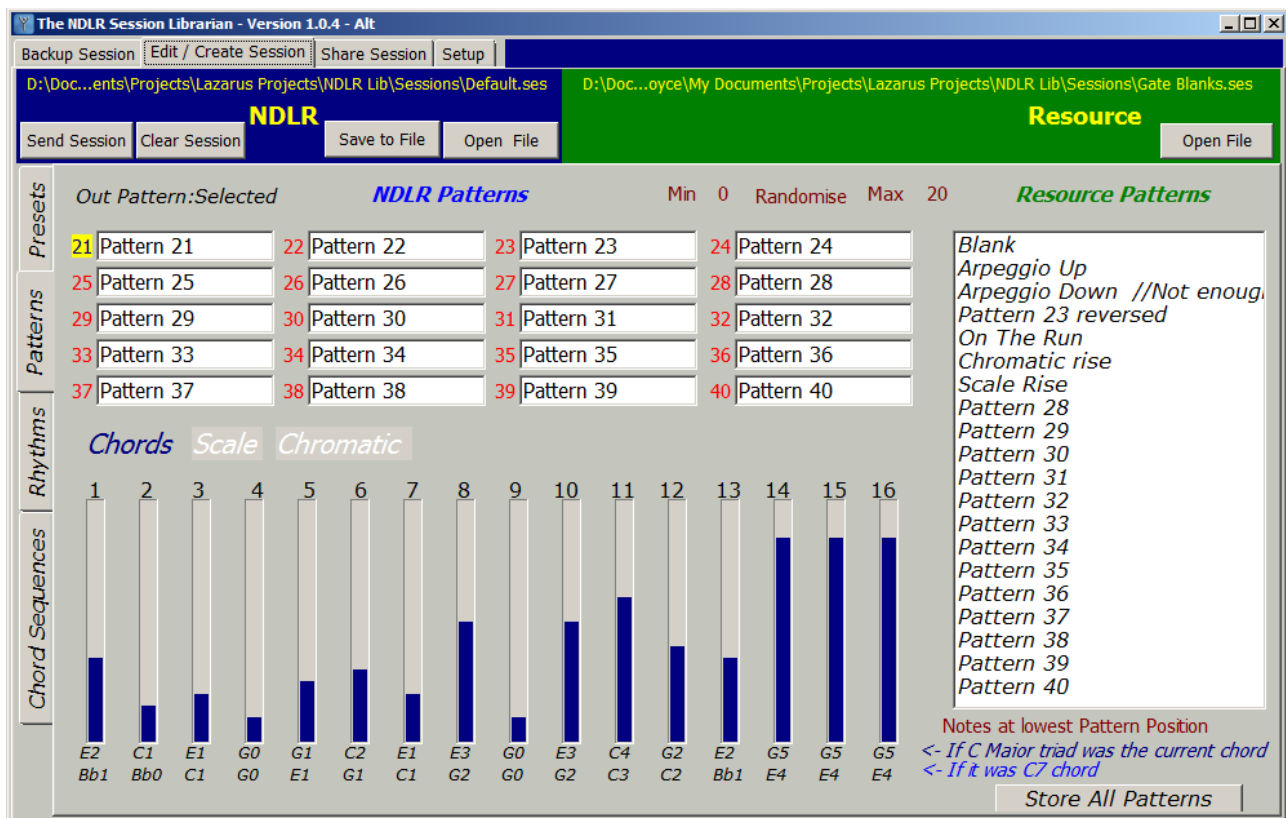 The NDLR Session Librarian - Version 1.0.4 - Alt
Backup Session Edit / Create Session Share Session Setup
D:\Doc...ents\Projects\Lazarus Projects\NDLR Lib\Sessions\Default.ses D:\Doc...oyce\My Documents\Projects\Lazarus Projects\NDLR Lib\Sessions\Gate Blanks.ses
NDLR Resource
Send Session Clear Session Save to File Open File Open File
Presets
Patterns
Rhythms
Chord Sequences
Out Pattern:Selected NDLR Patterns Min 0 Randomise Max 20 Resource Patterns
21 Pattern 21 22 Pattern 22 23 Pattern 23 24 Pattern 24
25 Pattern 25 26 Pattern 26 27 Pattern 27 28 Pattern 28
29 Pattern 29 30 Pattern 30 31 Pattern 31 32 Pattern 32
33 Pattern 33 34 Pattern 34 35 Pattern 35 36 Pattern 36
37 Pattern 37 38 Pattern 38 39 Pattern 39 40 Pattern 40
Chords Scale Chromatic
1 2 3 4 5 6 7 8 9 10 11 12 13 14 15 16
E2 C1 E1 G0 G1 C2 E1 E3 G0 E3 C4 G2 E2 G5 G5 G5
Bb1 Bb0 C1 G0 E1 G1 C1 G2 G0 G2 C3 C2 Bb1 E4 E4 E4
Blank
Arpeggio Up
Arpeggio Down //Not enoug
Pattern 23 reversed
On The Run
Chromatic rise
Scale Rise
Pattern 28
Pattern 29
Pattern 30
Pattern 31
Pattern 32
Pattern 33
Pattern 34
Pattern 35
Pattern 36
Pattern 37
Pattern 38
Pattern 39
Pattern 40
Notes at lowest Pattern Position
<- If C Major triad was the current chord
<- If it was C7 chord
Store All Patterns